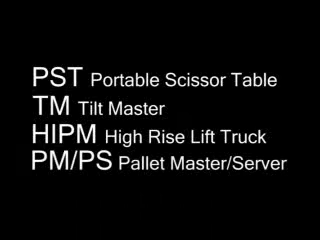 PST Portable Scissor Table
TM Tilt Master
HIPM High Rise Lift Truck
PM/PS Pallet Master/Server